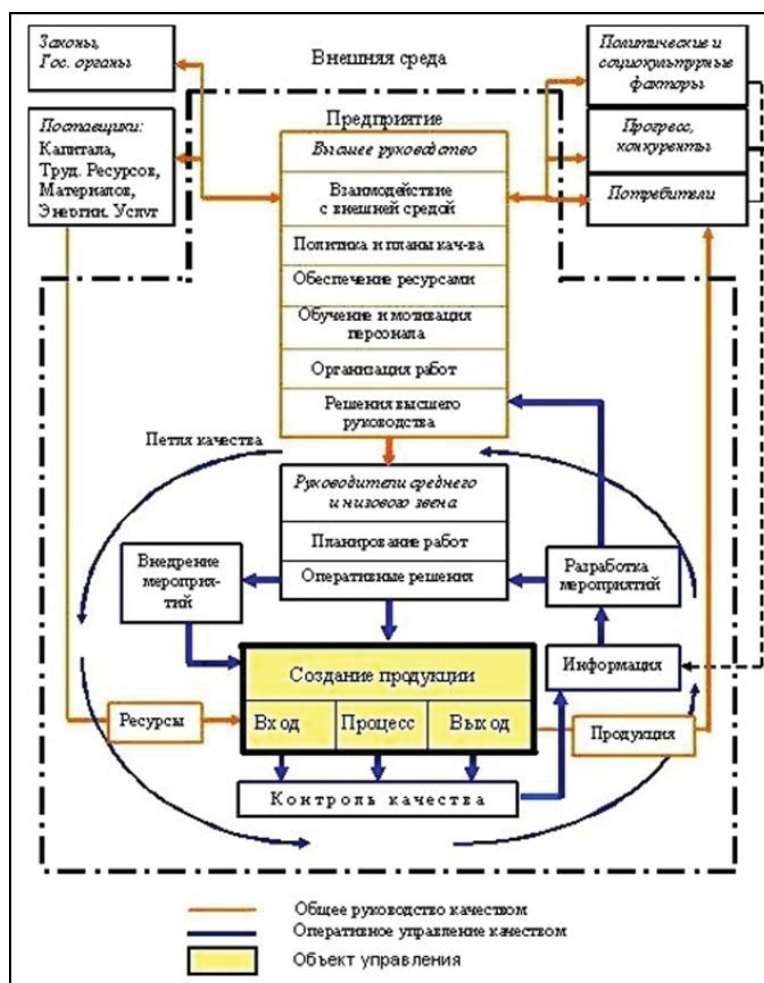 Законы,
Гос. органы
Внешняя среда
Политические и
социокультурные
факторы
Поставщики:
Капитала,
Труд. Ресурсов,
Материалов,
Энергии, Услуг
Предприятие
Высшее руководство
Прогресс,
конкуренты
Взаимодействие
с внешней средой
Потребители
Политика и планы кач-ва
Обеспечение ресурсами
Обучение и мотивация
персонала
Организация работ
Решения высшего
руководства
Петля качества
Руководители среднего
и низового звена
Планирование работ
Оперативные решения
Внедрение
мероприя-
тий
Разработка
мероприятий
Информация
Создание продукции
Вход
Процесс
Выход
Ресурсы
Продукция
Контроль качества
Общее руководство качеством
Оперативное управление качеством
Объект управления